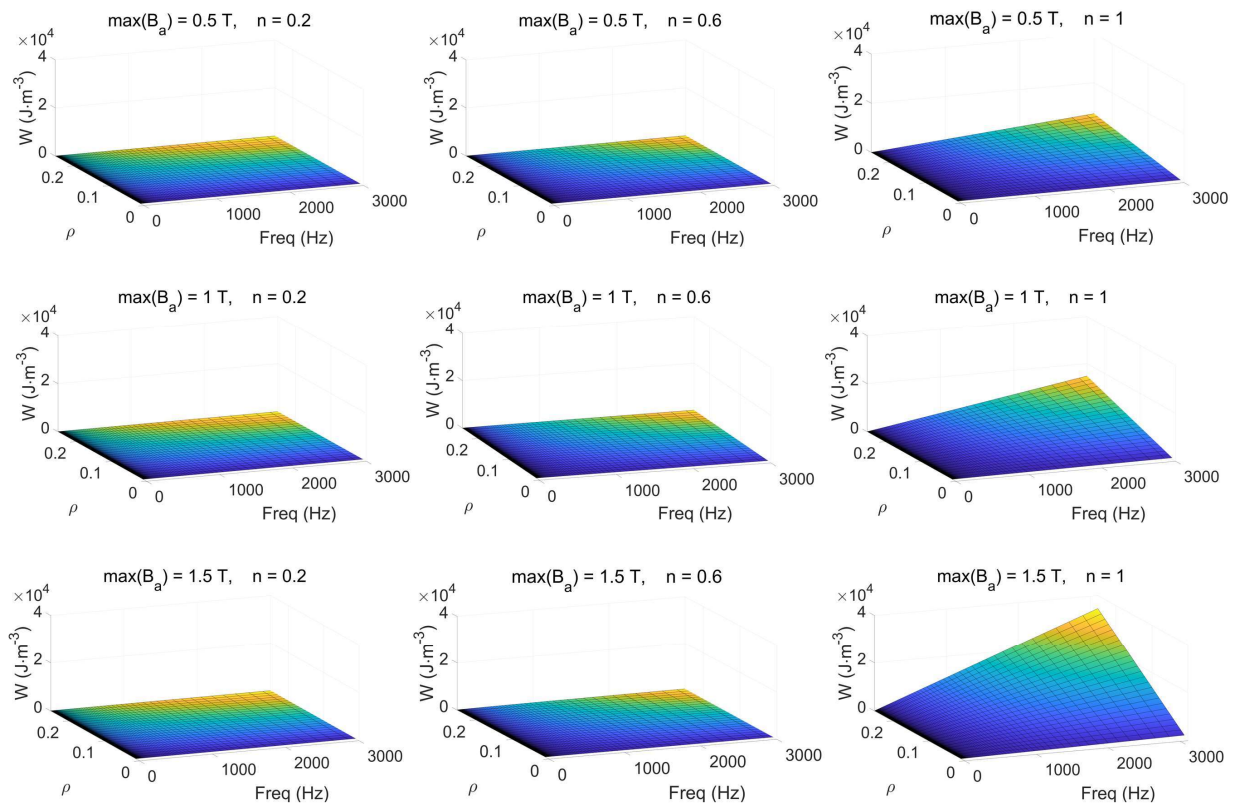 max(B_a) = 0.5 T, n = 0.2
×10^4
4
2
0
W (J·m^-3)
0.2
0.1
0
ρ
0
1000
2000
3000
Freq (Hz)
max(B_a) = 0.5 T, n = 0.6
×10^4
4
2
0
W (J·m^-3)
0.2
0.1
0
ρ
0
1000
2000
3000
Freq (Hz)
max(B_a) = 0.5 T, n = 1
×10^4
4
2
0
W (J·m^-3)
0.2
0.1
0
ρ
0
1000
2000
3000
Freq (Hz)
max(B_a) = 1 T, n = 0.2
×10^4
4
2
0
W (J·m^-3)
0.2
0.1
0
ρ
0
1000
2000
3000
Freq (Hz)
max(B_a) = 1 T, n = 0.6
×10^4
4
2
0
W (J·m^-3)
0.2
0.1
0
ρ
0
1000
2000
3000
Freq (Hz)
max(B_a) = 1 T, n = 1
×10^4
4
2
0
W (J·m^-3)
0.2
0.1
0
ρ
0
1000
2000
3000
Freq (Hz)
max(B_a) = 1.5 T, n = 0.2
×10^4
4
2
0
W (J·m^-3)
0.2
0.1
0
ρ
0
1000
2000
3000
Freq (Hz)
max(B_a) = 1.5 T, n = 0.6
×10^4
4
2
0
W (J·m^-3)
0.2
0.1
0
ρ
0
1000
2000
3000
Freq (Hz)
max(B_a) = 1.5 T, n = 1
×10^4
4
2
0
W (J·m^-3)
0.2
0.1
0
ρ
0
1000
2000
3000
Freq (Hz)